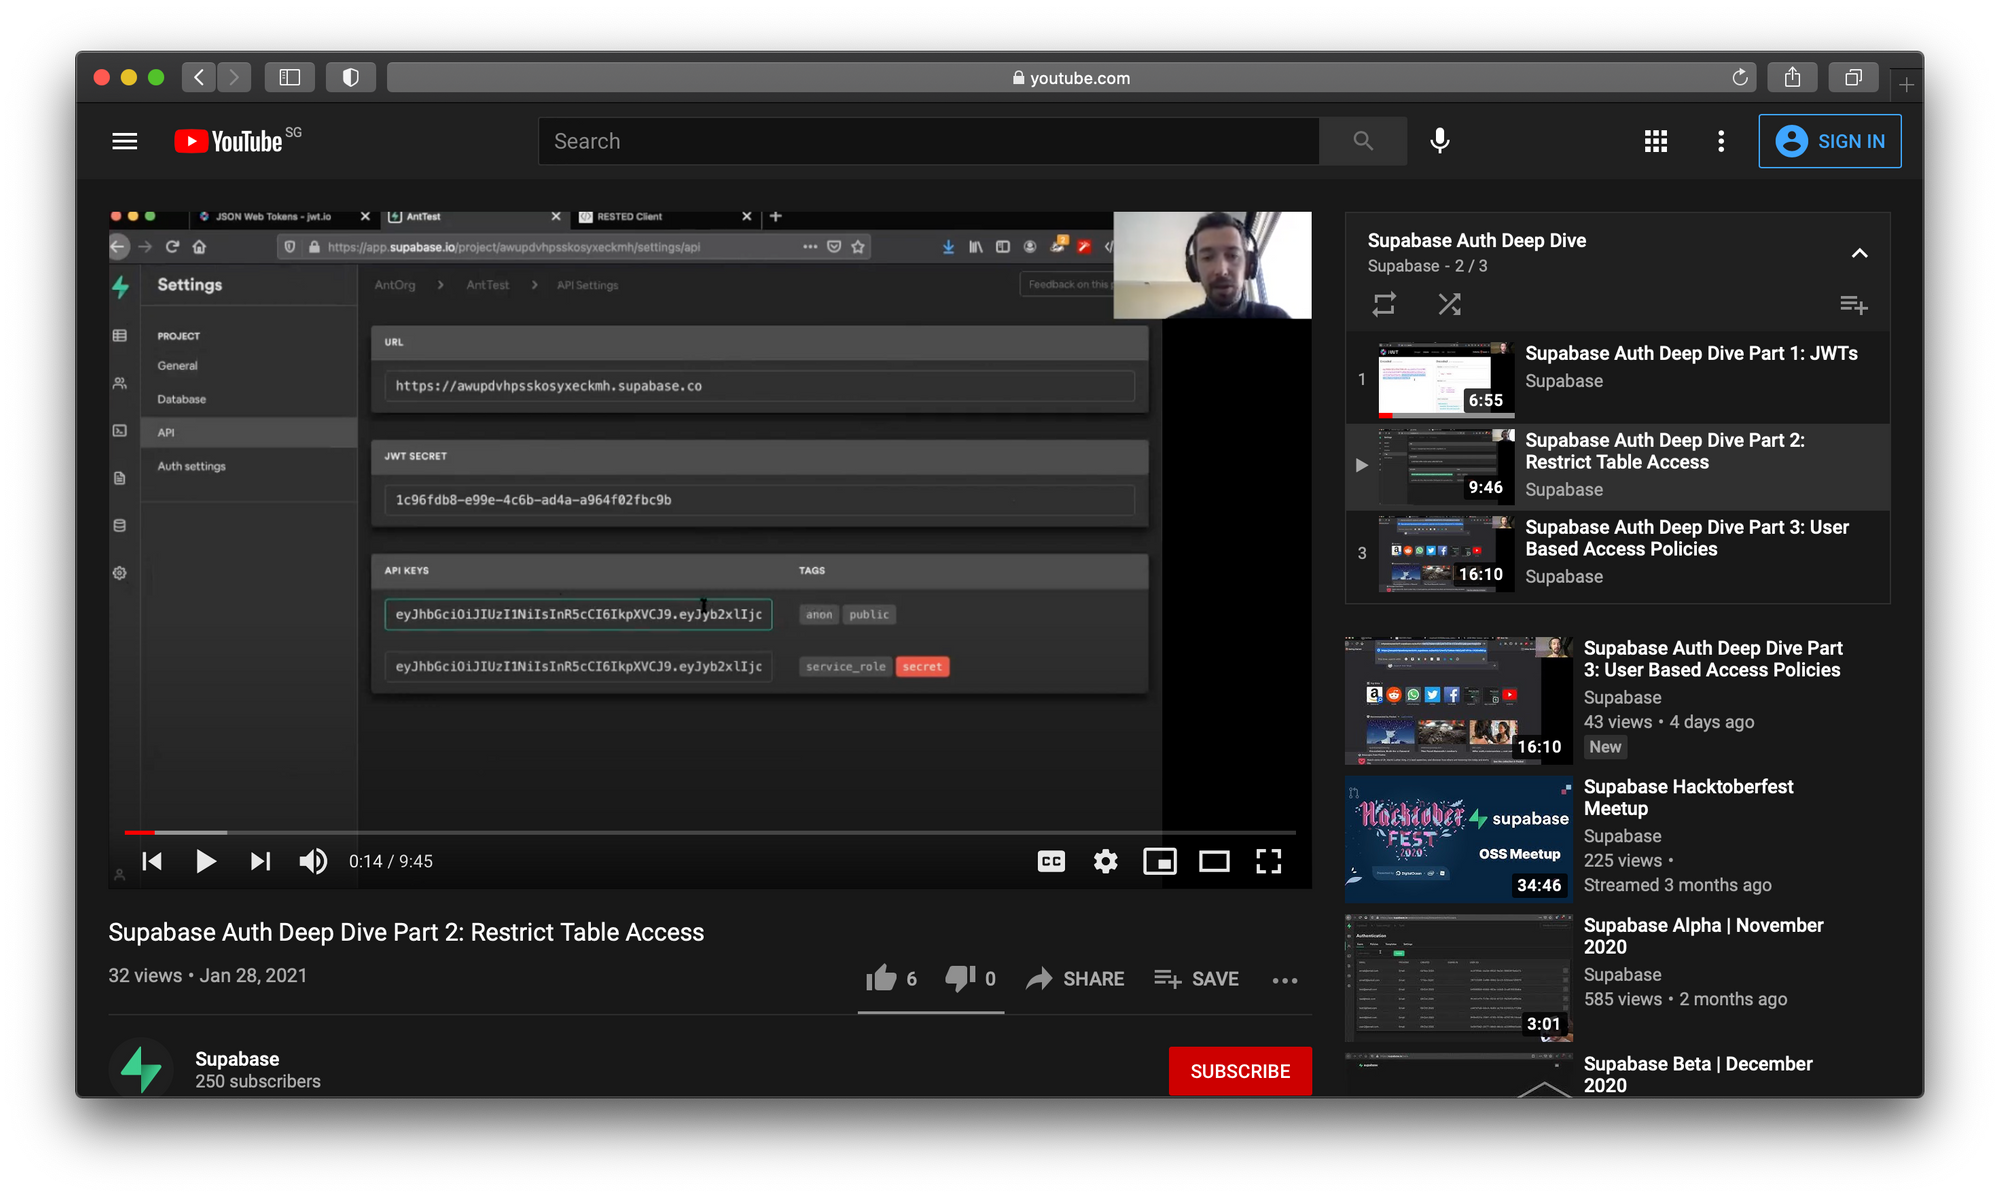 youtube.com
YouTube SG
Search
SIGN IN
JSON Web Tokens - jwt.io
AntTest
RESTED Client
https://app.supabase.io/project/awupdvhpsskosyxeckmh/settings/api
Settings
AntOrg > AntTest > API Settings
Feedback on this
PROJECT
General
Database
API
Auth settings
URL
https://awupdvhpsskosyxeckmh.supabase.co
JWT SECRET
1c96fdb8-e99e-4c6b-ad4a-a964f02fbc9b
API KEYS
TAGS
eyJhbGciOiJIUzI1NiIsInR5cCI6IkpXVCJ9.eyJyb2xlIjc
anon public
eyJhbGciOiJIUzI1NiIsInR5cCI6IkpXVCJ9.eyJyb2xlIjc
service_role secret
0:14 / 9:45
CC
Supabase Auth Deep Dive Part 2: Restrict Table Access
32 views • Jan 28, 2021
6
0
SHARE
SAVE
Supabase
250 subscribers
SUBSCRIBE
Supabase Auth Deep Dive
Supabase - 2 / 3
1
6:55
Supabase Auth Deep Dive Part 1: JWTs
Supabase
9:46
Supabase Auth Deep Dive Part 2:
Restrict Table Access
Supabase
3
16:10
Supabase Auth Deep Dive Part 3: User
Based Access Policies
Supabase
16:10
Supabase Auth Deep Dive Part
3: User Based Access Policies
Supabase
43 views • 4 days ago
New
Hacktober
FEST
2020
supabase
OSS Meetup
DigitalOcean
34:46
Supabase Hacktoberfest
Meetup
Supabase
225 views •
Streamed 3 months ago
Authentication
3:01
Supabase Alpha | November
2020
Supabase
585 views • 2 months ago
Supabase Beta | December
2020